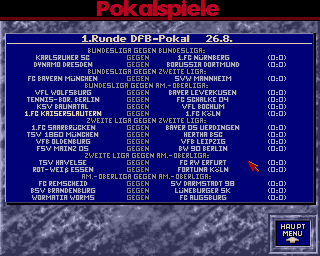 Pokalspiele
1.Runde DFB-Pokal 26.8.
BUNDESLIGA GEGEN BUNDESLIGA:
KARLSRUHER SC GEGEN 1.FC NÜRNBERG (0:0)
DYNAMO DRESDEN GEGEN BORUSSIA DORTMUND (0:0)
BUNDESLIGA GEGEN ZWEITE LIGA:
FC BAYERN MÜNCHEN GEGEN SVW MANNHEIM (0:0)
BUNDESLIGA GEGEN AM.-OBERLIGA:
VFL WOLFSBURG GEGEN BAYER LEVERKUSEN (0:0)
TENNIS-BOR. BERLIN GEGEN FC SCHALKE 04 (0:0)
KSV BAUNATAL GEGEN VFL BOCHUM (0:0)
1.FC KAISERSLAUTERN GEGEN 1.FC KÖLN (0:0)
ZWEITE LIGA GEGEN ZWEITE LIGA:
1.FC SAARBRÜCKEN GEGEN BAYER 05 UERDINGEN (0:0)
TSV 1860 MÜNCHEN GEGEN HERTHA BSC (0:0)
VFB OLDENBURG GEGEN VFB LEIPZIG (0:0)
FSV MAINZ 05 GEGEN BW 90 BERLIN (0:0)
ZWEITE LIGA GEGEN AM.-OBERLIGA:
TSV HAVELSE GEGEN FC RW ERFURT (0:0)
ROT-WEIß ESSEN GEGEN FORTUNA KÖLN (0:0)
AM.-OBERLIGA GEGEN AM.-OBERLIGA:
FC REMSCHEID GEGEN SV DARMSTADT 98 (0:0)
BSV BRANDENBURG GEGEN LÜNEBURGER SK (0:0)
WORMATIA WORMS GEGEN FC AUGSBURG (0:0)
HAUPT
MENU